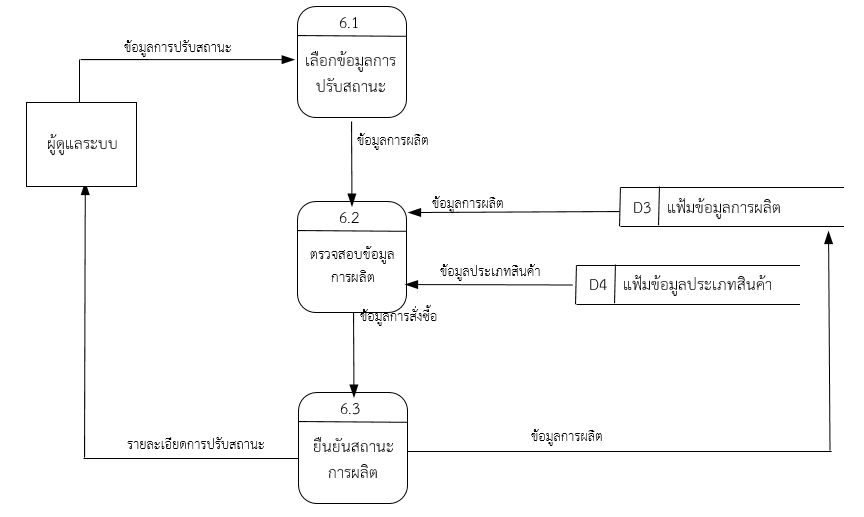 6.1
ข้อมูลการปรับสถานะ
เลือกข้อมูลการ
ปรับสถานะ
ผู้ดูแลระบบ
ข้อมูลการผลิต
6.2
ข้อมูลการผลิต
D3 แฟ้มข้อมูลการผลิต
ตรวจสอบข้อมูล
การผลิต
ข้อมูลประเภทสินค้า
D4 แฟ้มข้อมูลประเภทสินค้า
ข้อมูลการสั่งซื้อ
6.3
รายละเอียดการปรับสถานะ
ยืนยันสถานะ
การผลิต
ข้อมูลการผลิต